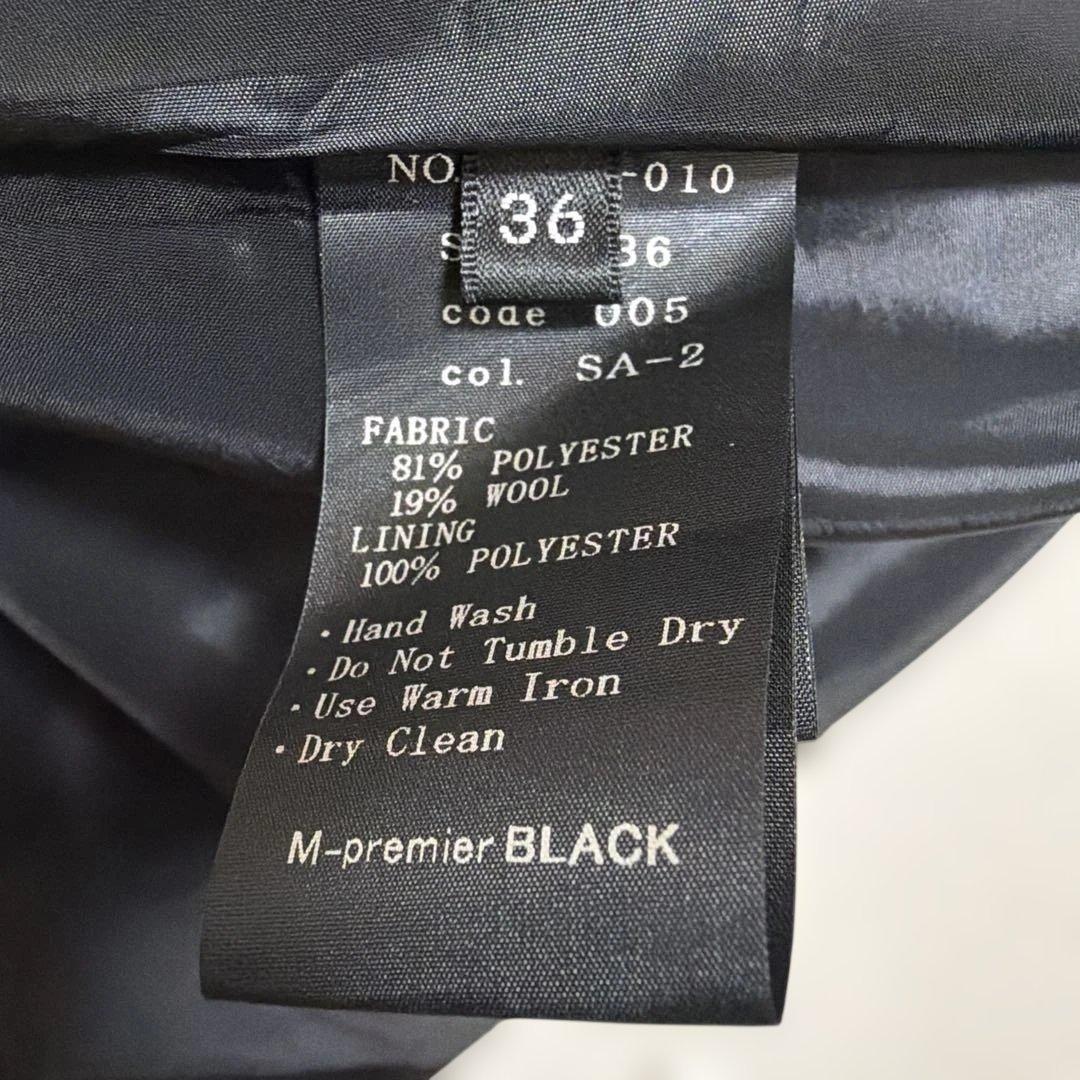 NO. -010
36
36
code 005
col. SA-2
FABRIC
81% POLYESTER
19% WOOL
LINING
100% POLYESTER
・Hand Wash
・Do Not Tumble Dry
・Use Warm Iron
・Dry Clean
M-premier BLACK